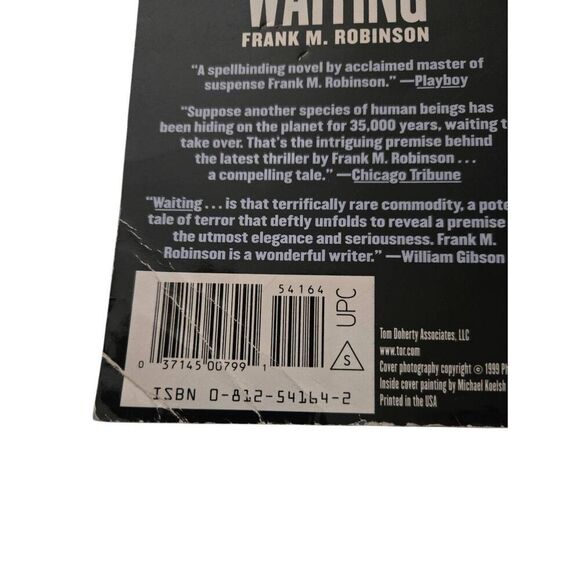 WAITING
FRANK M. ROBINSON
"A spellbinding novel by acclaimed master of
suspense Frank M. Robinson." —Playboy
"Suppose another species of human beings has
been hiding on the planet for 35,000 years, waiting t
take over. That's the intriguing premise behind
the latest thriller by Frank M. Robinson ...
a compelling tale." —Chicago Tribune
"Waiting ... is that terrifically rare commodity, a pote
tale of terror that deftly unfolds to reveal a premise
the utmost elegance and seriousness. Frank M.
Robinson is a wonderful writer." —William Gibson
54164
UPC
S
0 37145 00799 1
ISBN 0-812-54164-2
Tom Doherty Associates, LLC
www.tor.com
Cover photography copyright © 1999 Ph
Inside cover painting by Michael Koelsh
Printed in the USA